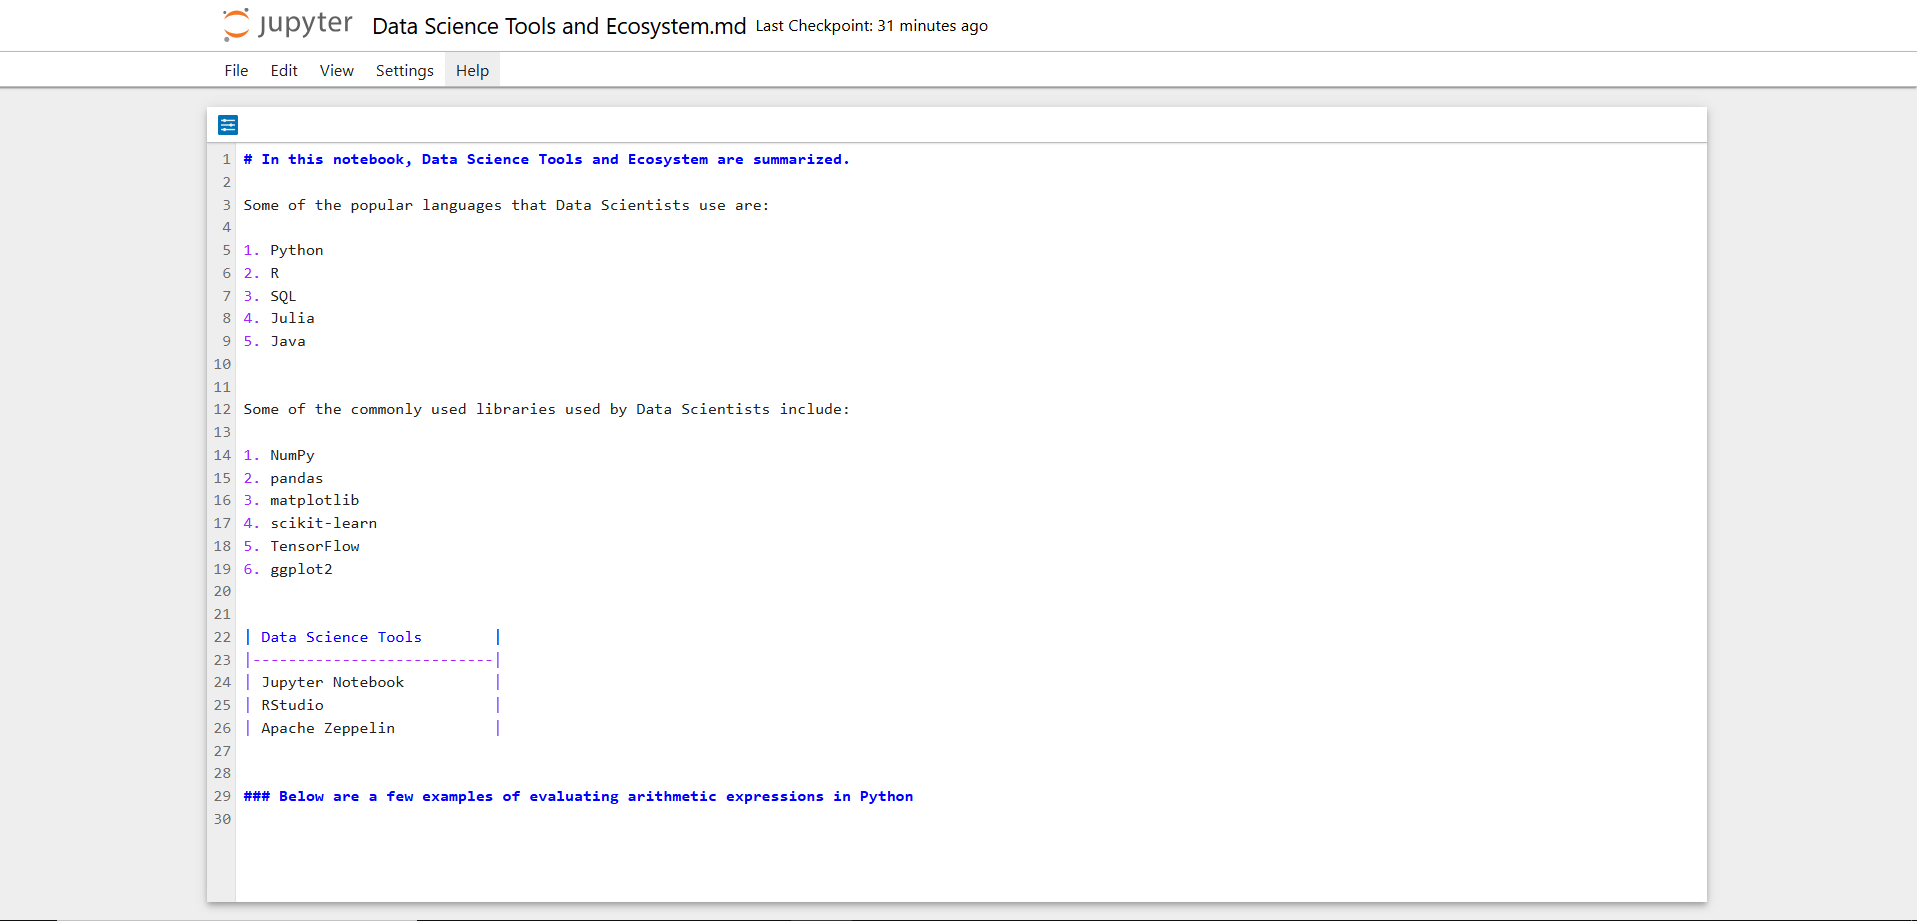 jupyter Data Science Tools and Ecosystem.md Last Checkpoint: 31 minutes ago
File Edit View Settings Help
1 # In this notebook, Data Science Tools and Ecosystem are summarized.
2
3 Some of the popular languages that Data Scientists use are:
4
5 1. Python
6 2. R
7 3. SQL
8 4. Julia
9 5. Java
10
11
12 Some of the commonly used libraries used by Data Scientists include:
13
14 1. NumPy
15 2. pandas
16 3. matplotlib
17 4. scikit-learn
18 5. TensorFlow
19 6. ggplot2
20
21
22 | Data Science Tools        |
23 |---------------------------|
24 | Jupyter Notebook          |
25 | RStudio                   |
26 | Apache Zeppelin           |
27
28
29 ### Below are a few examples of evaluating arithmetic expressions in Python
30